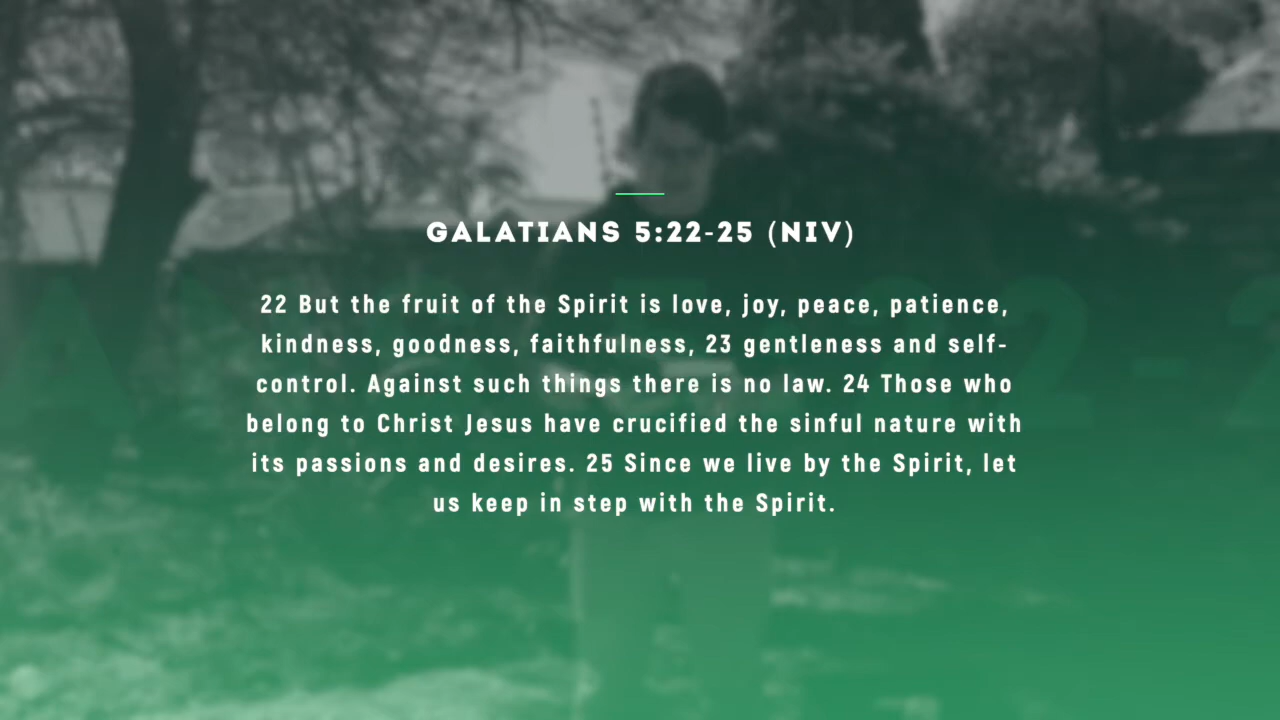 GALATIANS 5:22-25 (NIV)
22 But the fruit of the Spirit is love, joy, peace, patience,
kindness, goodness, faithfulness, 23 gentleness and self-
control. Against such things there is no law. 24 Those who
belong to Christ Jesus have crucified the sinful nature with
its passions and desires. 25 Since we live by the Spirit, let
us keep in step with the Spirit.